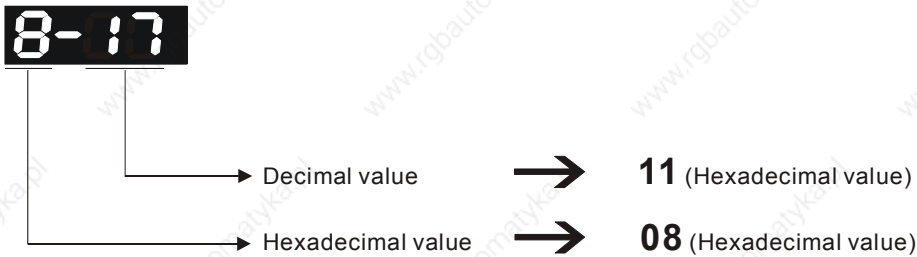 8-17
Decimal value → 11 (Hexadecimal value)
Hexadecimal value → 08 (Hexadecimal value)